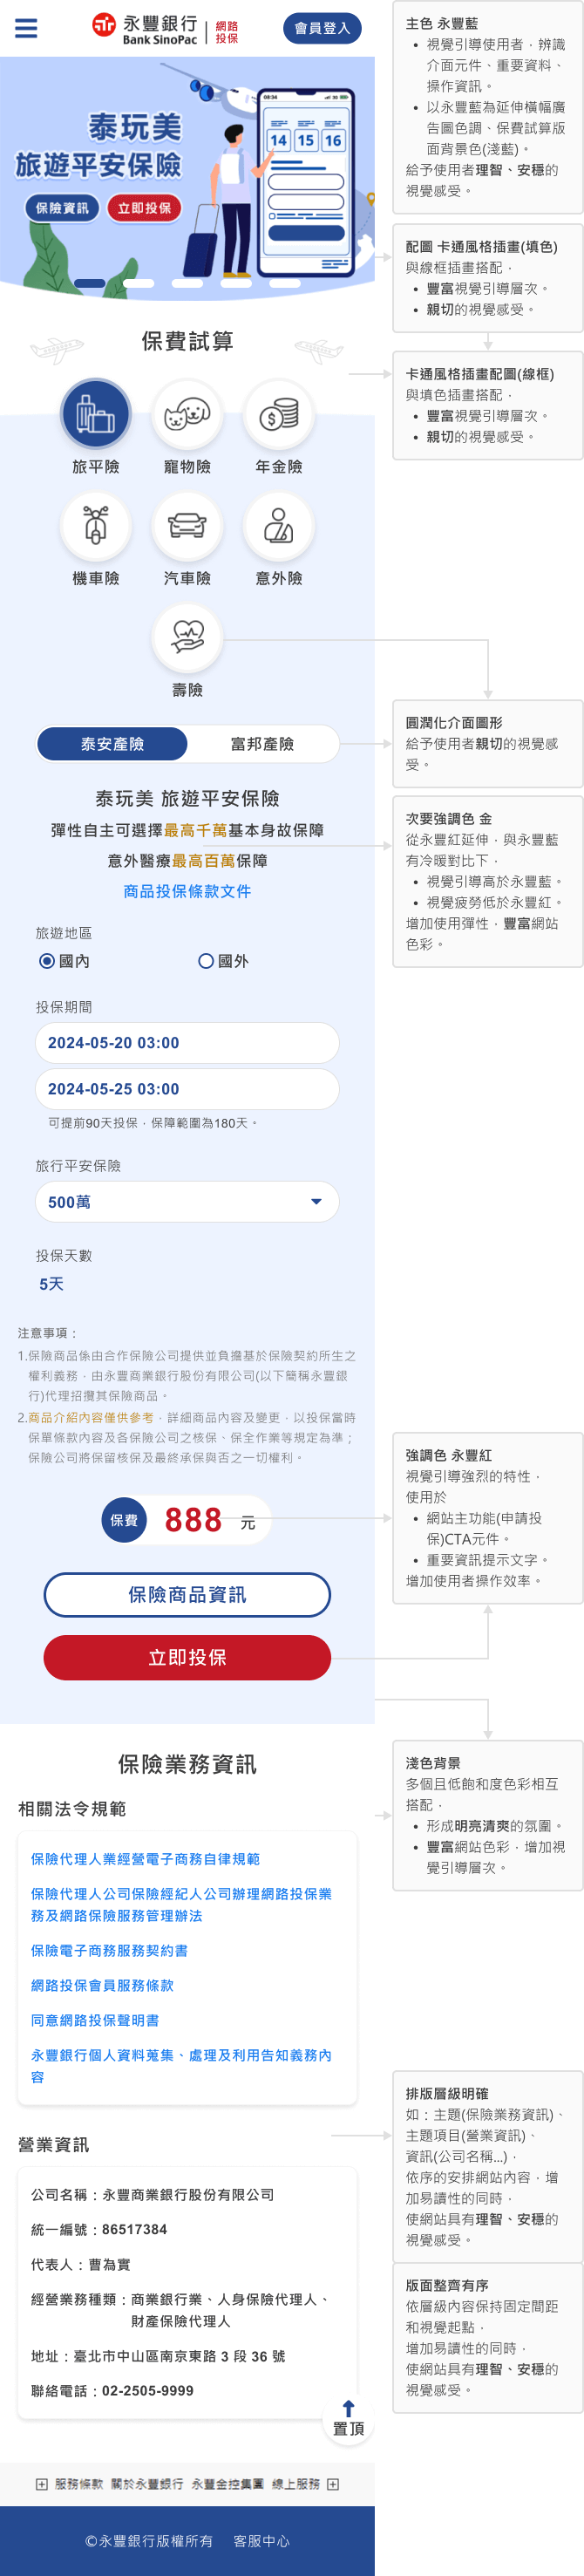 永豐銀行
Bank SinoPac
網路
投保
會員登入
泰玩美
旅遊平安保險
保險資訊
立即投保
08:34
14 15 16
保費試算
旅平險 寵物險 年金險
機車險 汽車險 意外險
壽險
泰安產險 富邦產險
泰玩美 旅遊平安保險
彈性自主可選擇最高千萬基本身故保障
意外醫療最高百萬保障
商品投保條款文件
旅遊地區
國內 國外
投保期間
2024-05-20 03:00
2024-05-25 03:00
可提前90天投保，保障範圍為180天。
旅行平安保險
500萬
投保天數
5天
注意事項：
1.保險商品係由合作保險公司提供並負擔基於保險契約所生之
權利義務，由永豐商業銀行股份有限公司(以下簡稱永豐銀
行)代理招攬其保險商品。
2.商品介紹內容僅供參考，詳細商品內容及變更，以投保當時
保單條款內容及各保險公司之核保、保全作業等規定為準；
保險公司將保留核保及最終承保與否之一切權利。
保費 888 元
保險商品資訊
立即投保
保險業務資訊
相關法令規範
保險代理人業經營電子商務自律規範
保險代理人公司保險經紀人公司辦理網路投保業
務及網路保險服務管理辦法
保險電子商務服務契約書
網路投保會員服務條款
同意網路投保聲明書
永豐銀行個人資料蒐集、處理及利用告知義務內
容
營業資訊
公司名稱：永豐商業銀行股份有限公司
統一編號：86517384
代表人：曹為實
經營業務種類：商業銀行業、人身保險代理人、
財產保險代理人
地址：臺北市中山區南京東路 3 段 36 號
聯絡電話：02-2505-9999
置頂
服務條款 關於永豐銀行 永豐金控集團 線上服務
©永豐銀行版權所有 客服中心
主色 永豐藍
• 視覺引導使用者，辨識
介面元件、重要資料、
操作資訊。
• 以永豐藍為延伸橫幅廣
告圖色調、保費試算版
面背景色(淺藍)。
給予使用者理智、安穩的
視覺感受。
配圖 卡通風格插畫(填色)
與線框插畫搭配，
• 豐富視覺引導層次。
• 親切的視覺感受。
卡通風格插畫配圖(線框)
與填色插畫搭配，
• 豐富視覺引導層次。
• 親切的視覺感受。
圓潤化介面圖形
給予使用者親切的視覺感
受。
次要強調色 金
從永豐紅延伸，與永豐藍
有冷暖對比下，
• 視覺引導高於永豐藍。
• 視覺疲勞低於永豐紅。
增加使用彈性，豐富網站
色彩。
強調色 永豐紅
視覺引導強烈的特性，
使用於
• 網站主功能(申請投
保)CTA元件。
• 重要資訊提示文字。
增加使用者操作效率。
淺色背景
多個且低飽和度色彩相互
搭配，
• 形成明亮清爽的氛圍。
• 豐富網站色彩，增加視
覺引導層次。
排版層級明確
如：主題(保險業務資訊)、
主題項目(營業資訊)、
資訊(公司名稱...)，
依序的安排網站內容，增
加易讀性的同時，
使網站具有理智、安穩的
視覺感受。
版面整齊有序
依層級內容保持固定間距
和視覺起點，
增加易讀性的同時，
使網站具有理智、安穩的
視覺感受。